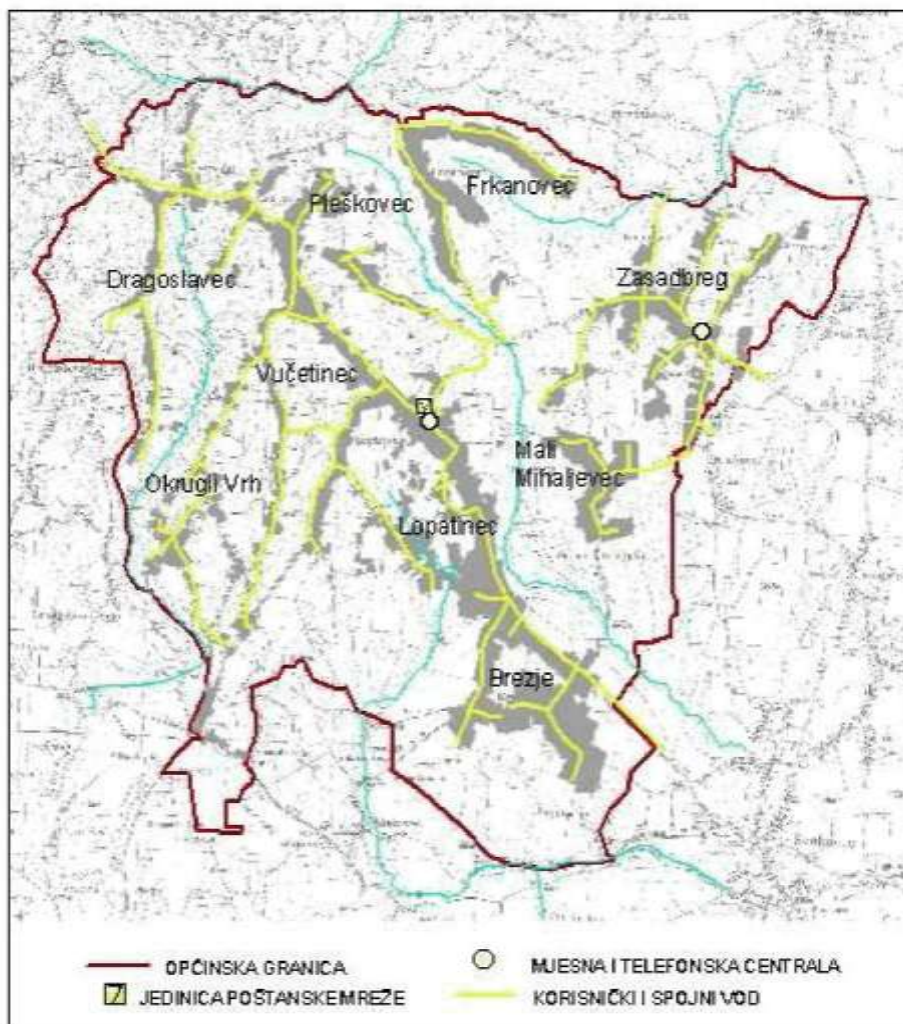 Frkanovec
Pleškovec
Dragoslavec
Zasadbreg
Vučetinec
Mali
Mihaljevec
Okrugli Vrh
Lopatinec
Brezje
OPĆINSKA GRANICA
MJESNA I TELEFONSKA CENTRALA
JEDINICA POŠTANSKE MREŽE
KORISNIČKI I SPOJNI VOD